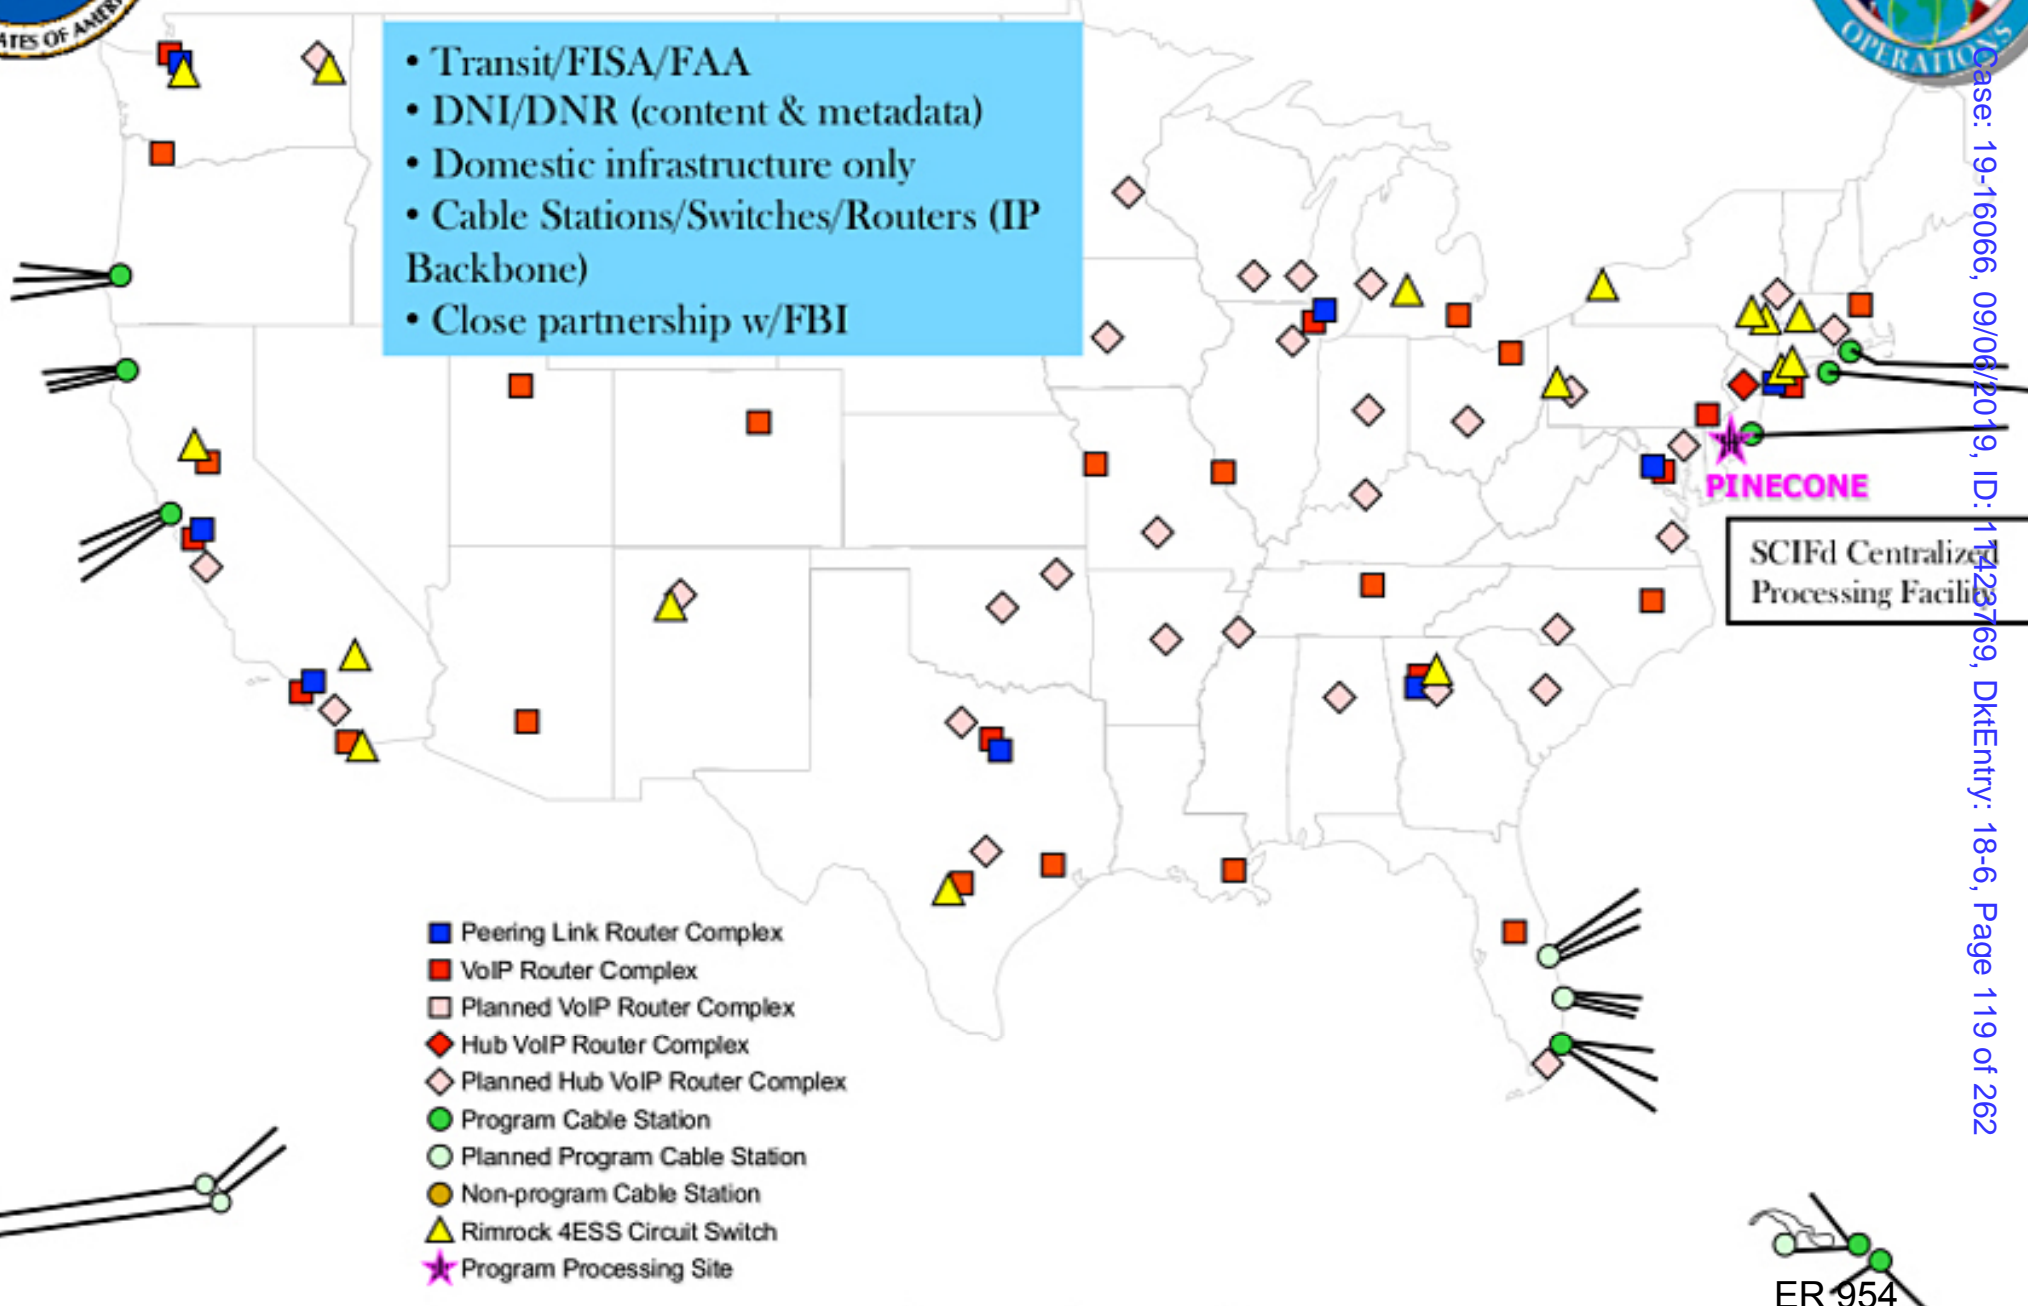 ATES OF AMERI
OPERATIONS
• Transit/FISA/FAA
• DNI/DNR (content & metadata)
• Domestic infrastructure only
• Cable Stations/Switches/Routers (IP
Backbone)
• Close partnership w/FBI
PINECONE
SCIFd Centralized
Processing Facility
Peering Link Router Complex
VoIP Router Complex
Planned VoIP Router Complex
Hub VoIP Router Complex
Planned Hub VoIP Router Complex
Program Cable Station
Planned Program Cable Station
Non-program Cable Station
Rimrock 4ESS Circuit Switch
Program Processing Site
Case: 19-16066, 09/06/2019, ID: 11423769, DktEntry: 18-6, Page 119 of 262
ER 954